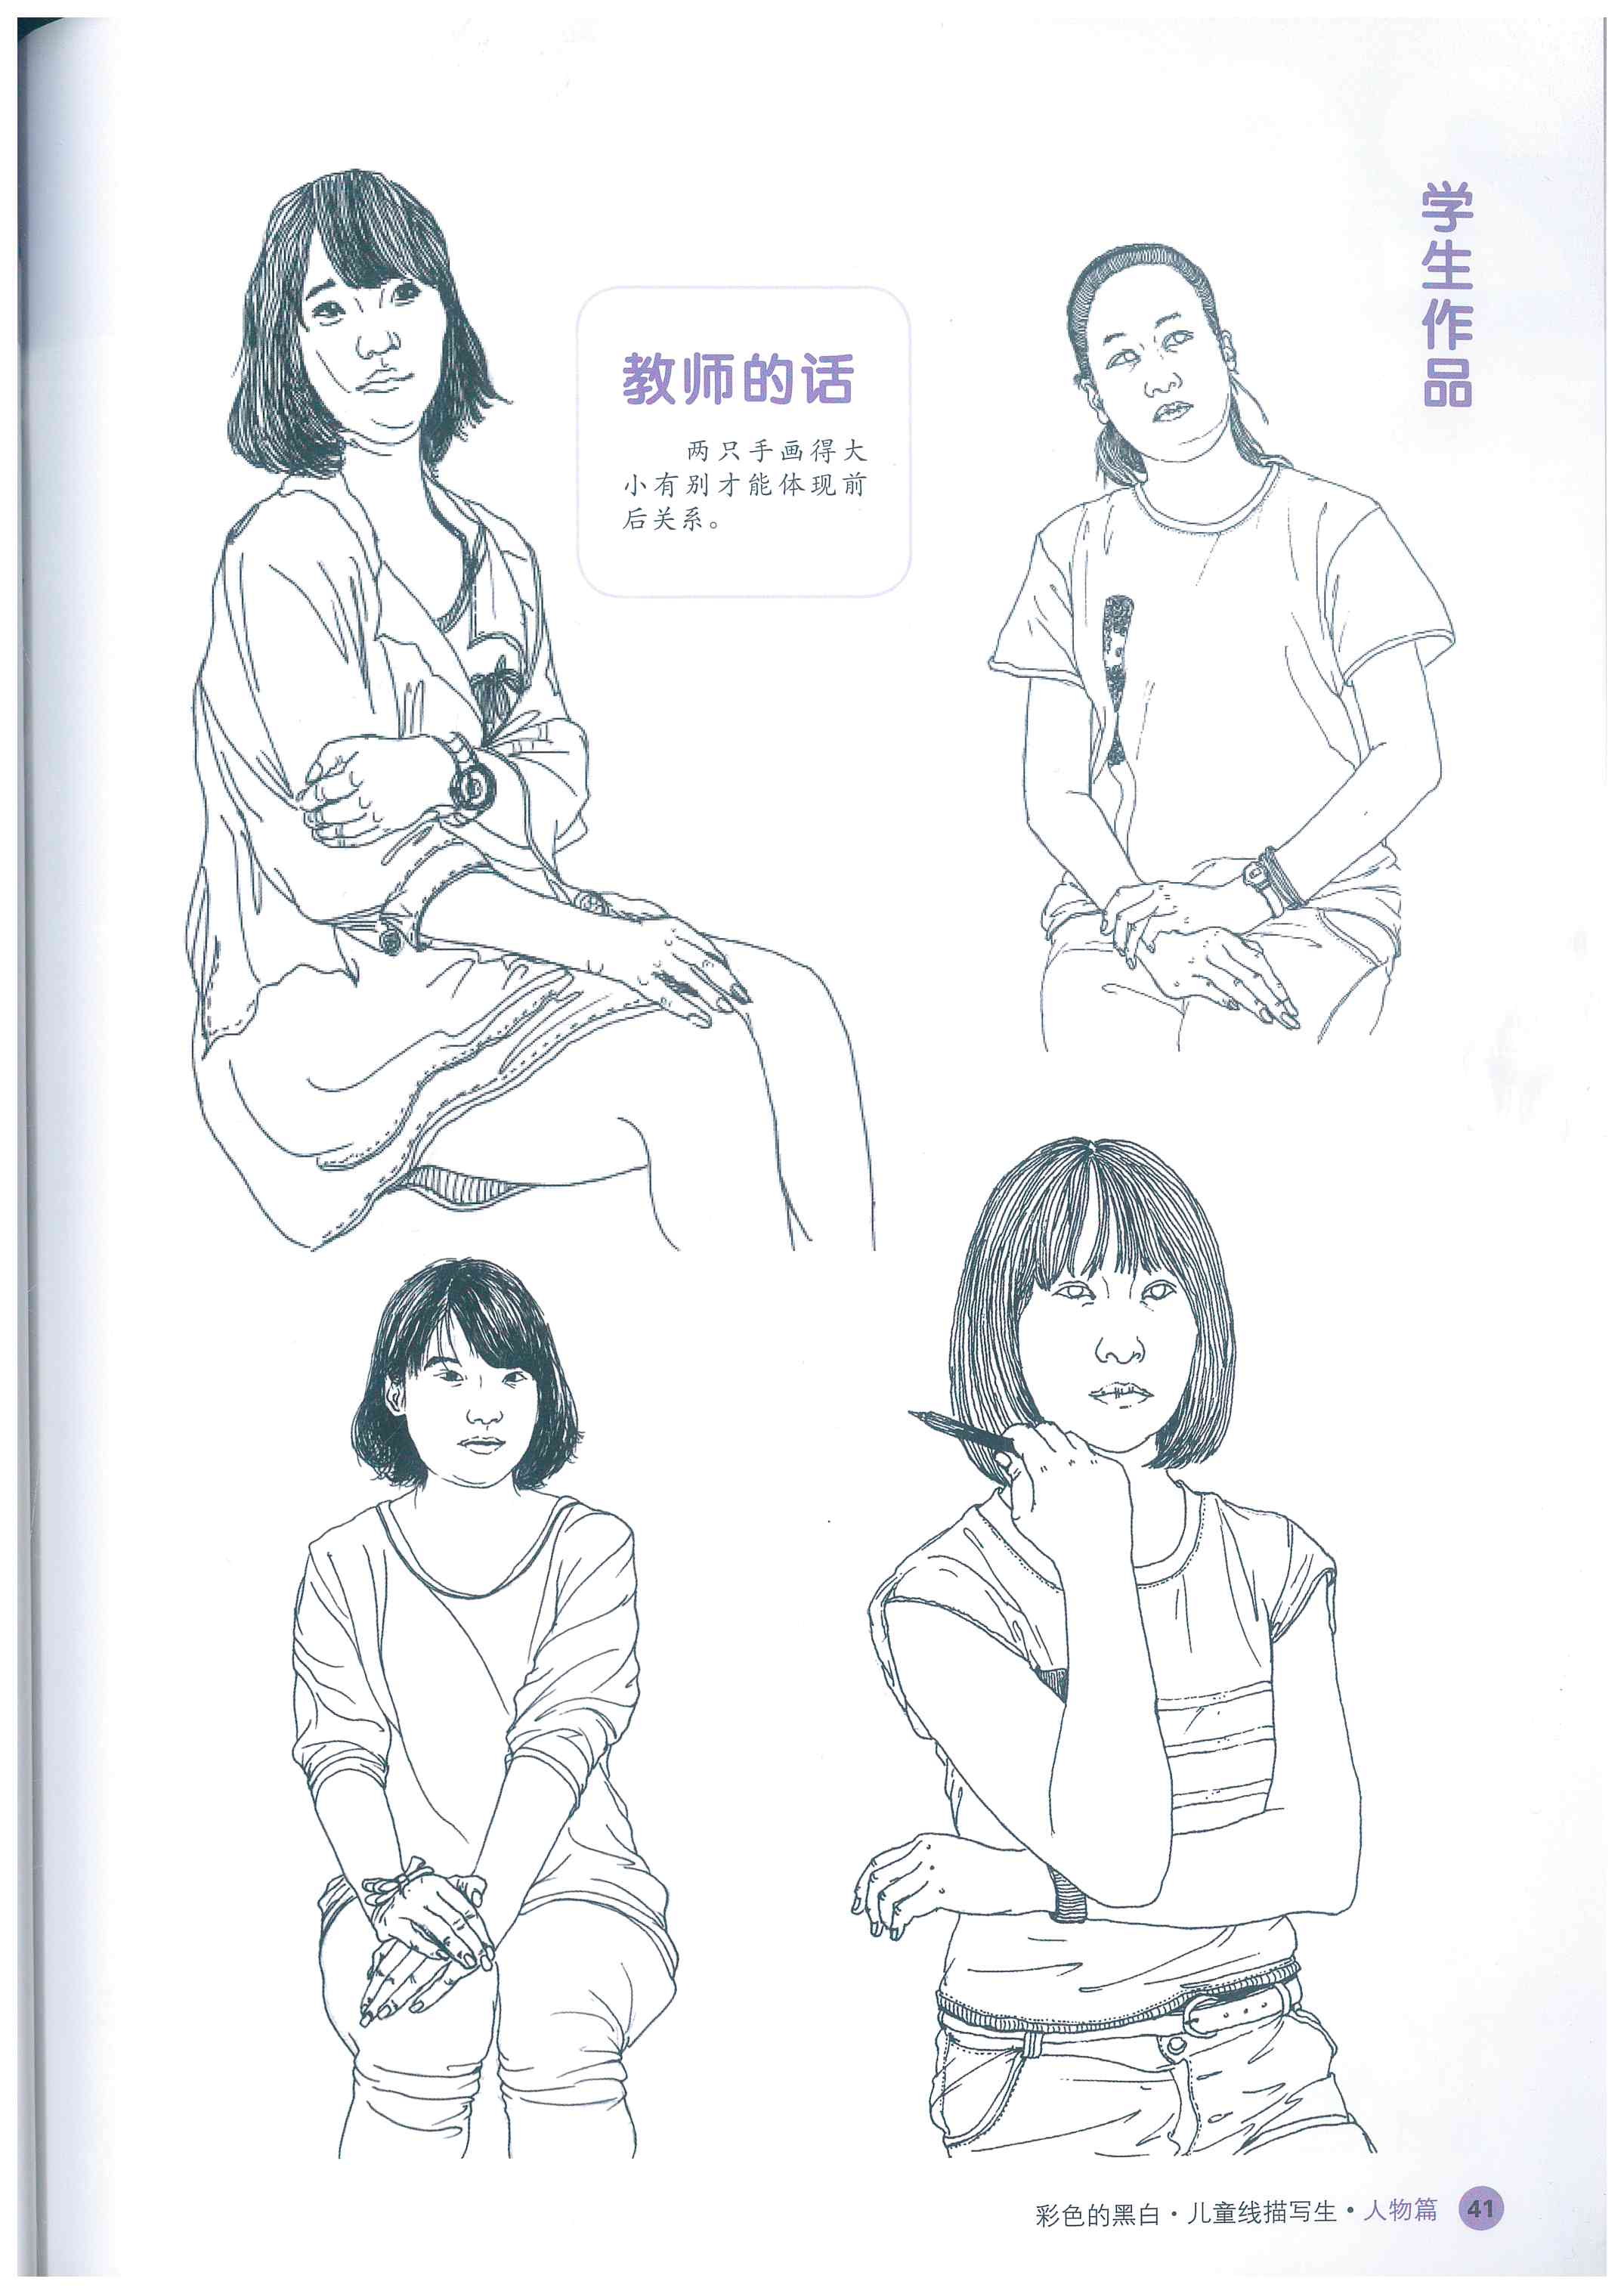 学生作品
教师的话
两只手画得大
小有别才能体现前
后关系。
彩色的黑白·儿童线描写生·人物篇 41